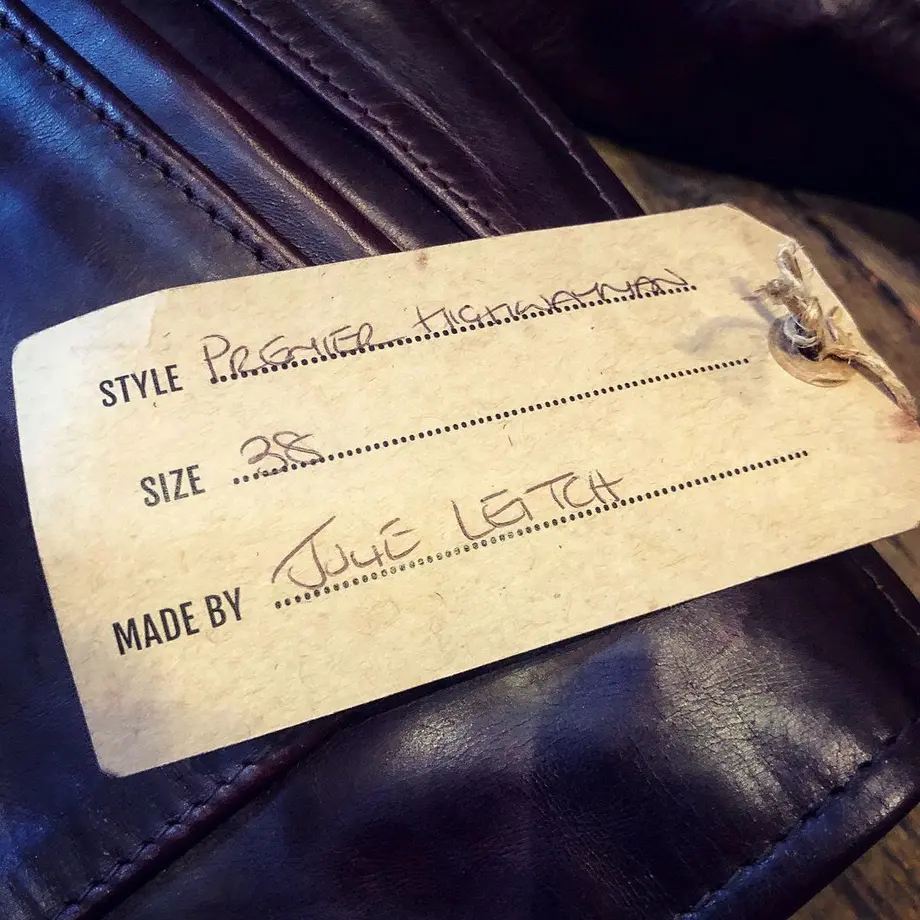 STYLE PREMIER HIGHWAYMAN
SIZE 38
MADE BY JULIE LEITCH